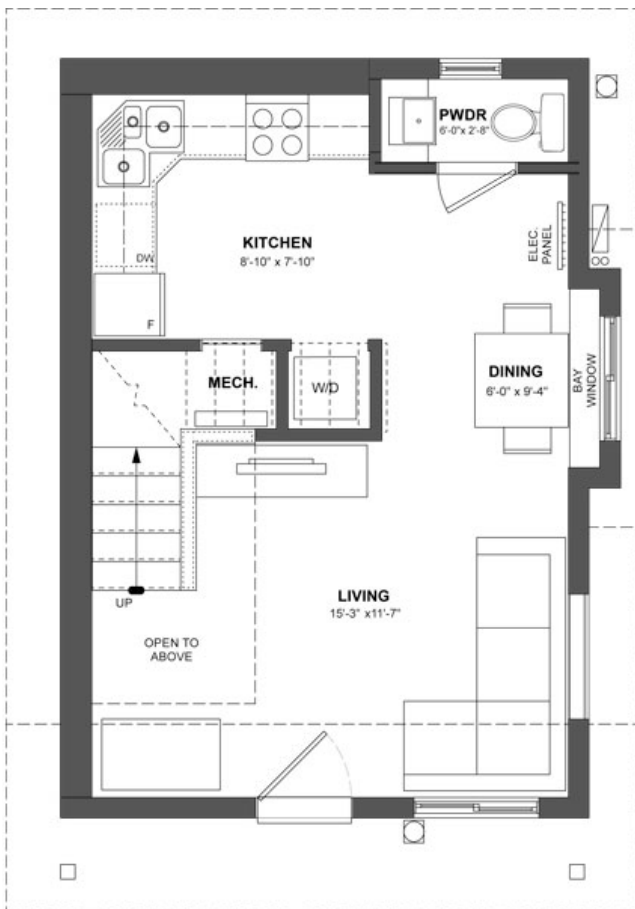 PWDR
6'-0"x 2'-8"
KITCHEN
8'-10" x 7'-10"
ELEC.
PANEL
DW
F
MECH.
W/D
DINING
6'-0" x 9'-4"
BAY
WINDOW
UP
LIVING
15'-3" x11'-7"
OPEN TO
ABOVE